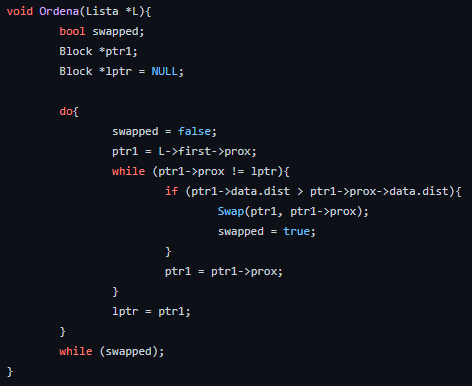 void Ordena(Lista *L){
        bool swapped;
        Block *ptr1;
        Block *lptr = NULL;

        do{
                swapped = false;
                ptr1 = L->first->prox;
                while (ptr1->prox != lptr){
                        if (ptr1->data.dist > ptr1->prox->data.dist){
                                Swap(ptr1, ptr1->prox);
                                swapped = true;
                        }
                        ptr1 = ptr1->prox;
                }
                lptr = ptr1;
        }
        while (swapped);
}